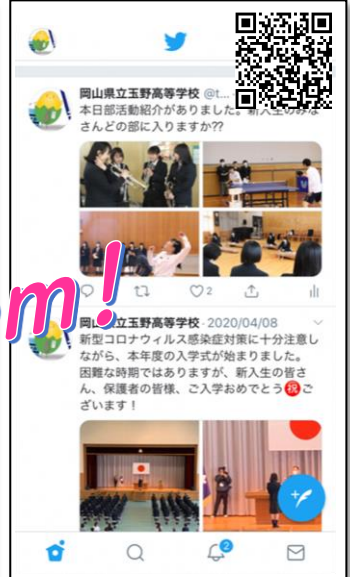 岡山県立玉野高等学校 @t...
本日部活動紹介がありました。新入生のみな
さんどの部に入りますか??
2
om!
岡山県立玉野高等学校・2020/04/08
新型コロナウィルス感染症対策に十分注意し
ながら、本年度の入学式が始まりました。
困難な時期ではありますが、新入生の皆さ
ん、保護者の皆様、ご入学おめでとう㊗ご
ざいます！
2